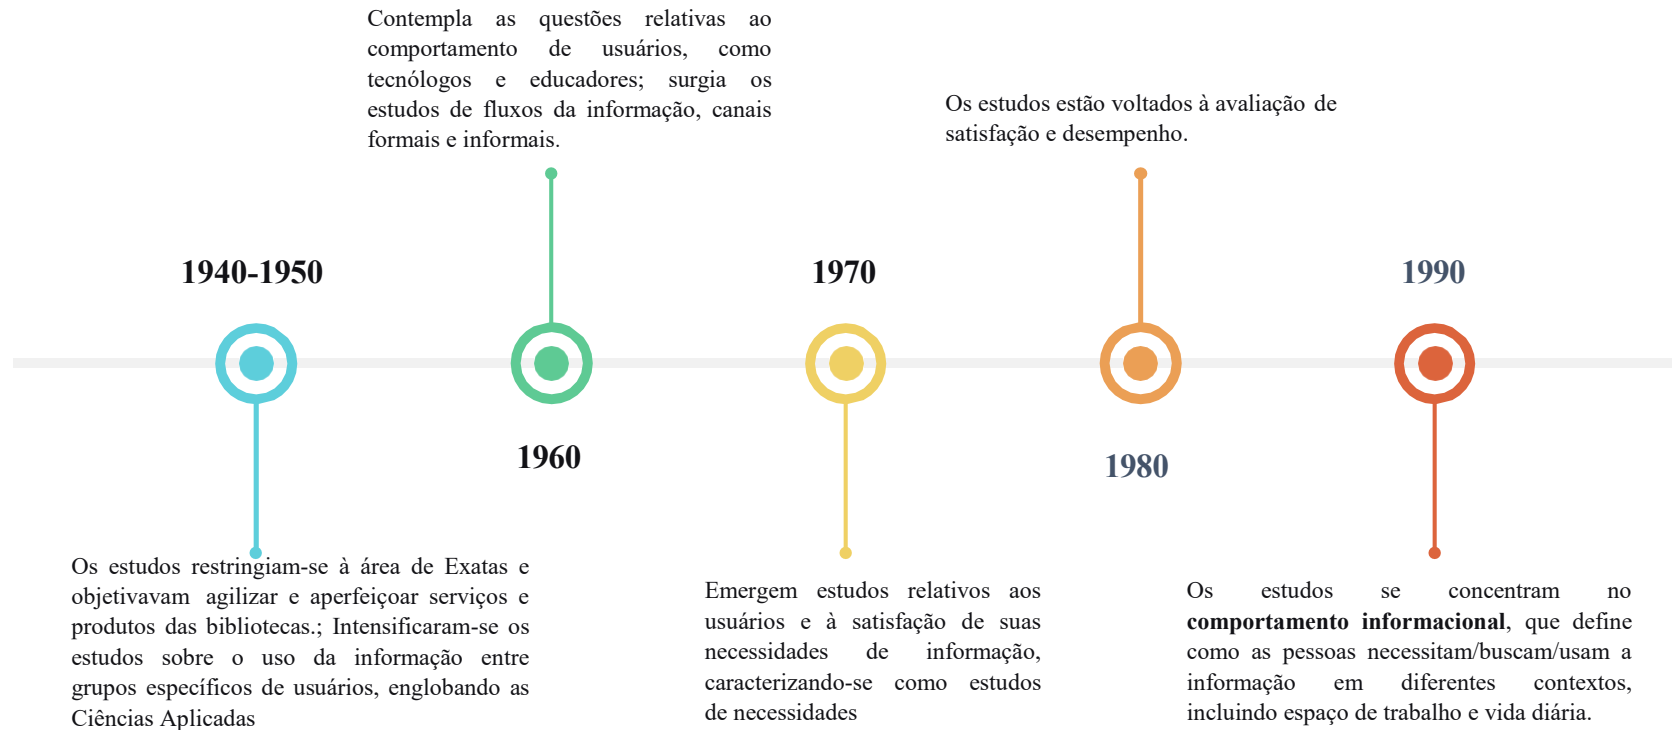 Contempla as questões relativas ao
comportamento de usuários, como
tecnólogos e educadores; surgia os
estudos de fluxos da informação, canais
formais e informais.
Os estudos estão voltados à avaliação de
satisfação e desempenho.
1940-1950
1970
1990
1960
1980
Os estudos restringiam-se à área de Exatas e
objetivavam agilizar e aperfeiçoar serviços e
produtos das bibliotecas.; Intensificaram-se os
estudos sobre o uso da informação entre
grupos específicos de usuários, englobando as
Ciências Aplicadas
Emergem estudos relativos aos
usuários e à satisfação de suas
necessidades de informação,
caracterizando-se como estudos
de necessidades
Os estudos se concentram no
comportamento informacional, que define
como as pessoas necessitam/buscam/usam a
informação em diferentes contextos,
incluindo espaço de trabalho e vida diária.